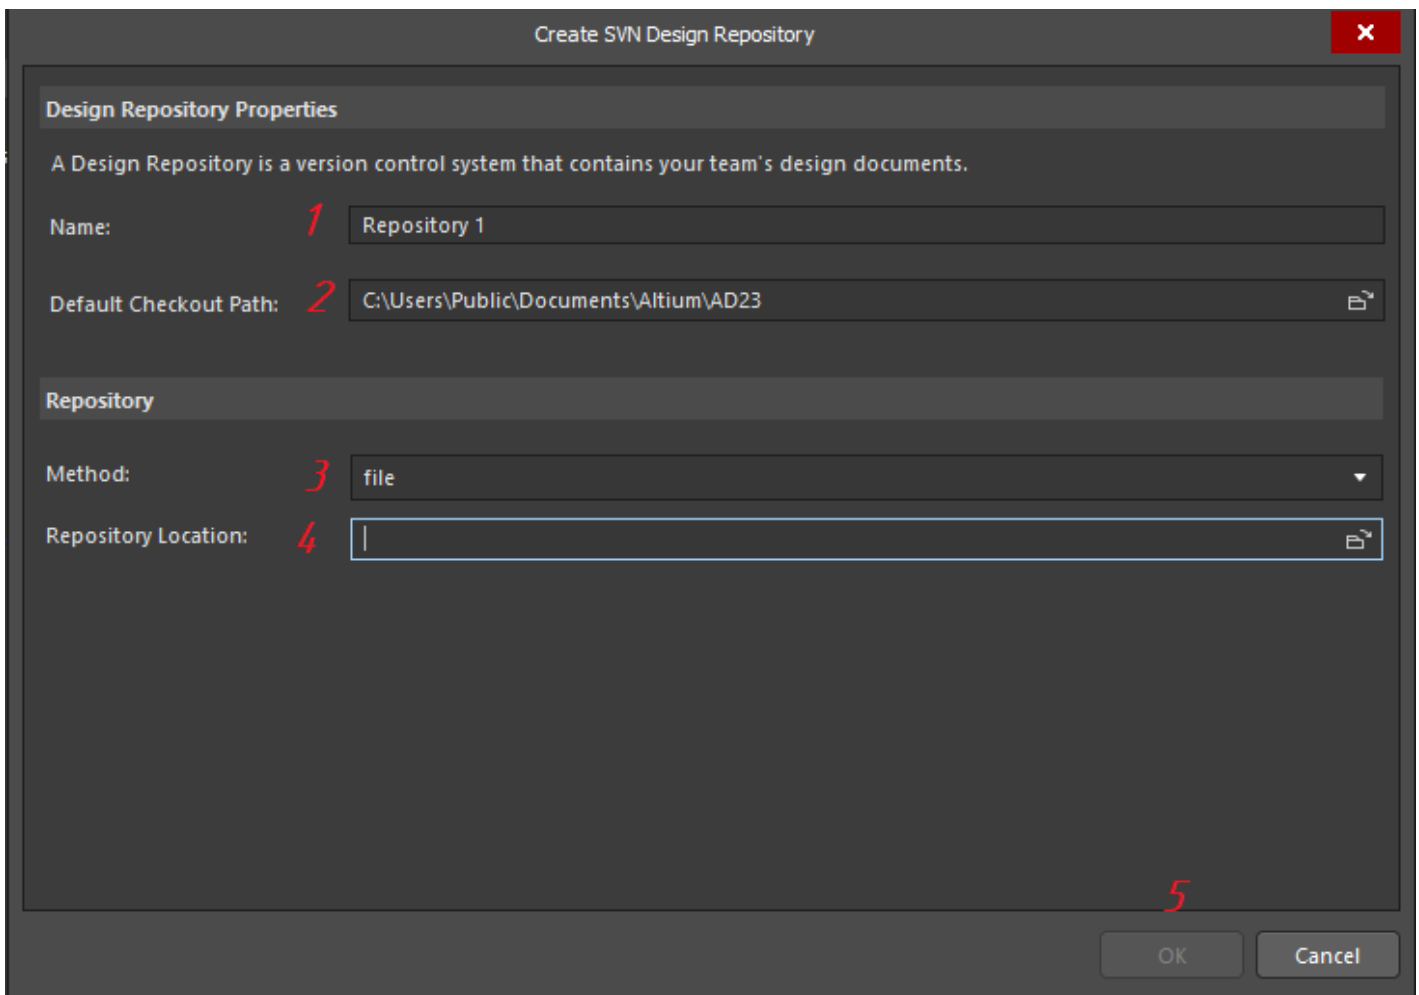 Create SVN Design Repository
Design Repository Properties
A Design Repository is a version control system that contains your team's design documents.
Name: 1 Repository 1
Default Checkout Path: 2 C:\Users\Public\Documents\Altium\AD23
Repository
Method: 3 file
Repository Location: 4
5
OK Cancel